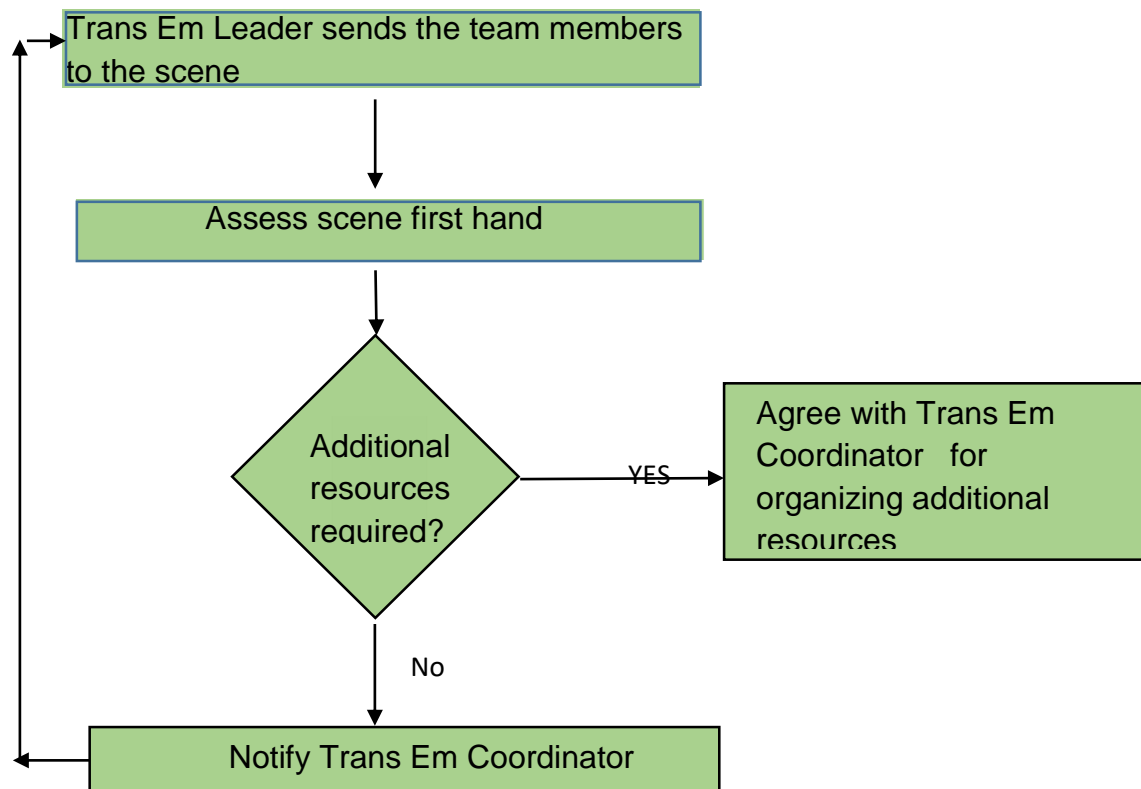 Trans Em Leader sends the team members
to the scene
Assess scene first hand
Additional
resources
required?
YES
Agree with Trans Em
Coordinator for
organizing additional
resources
No
Notify Trans Em Coordinator